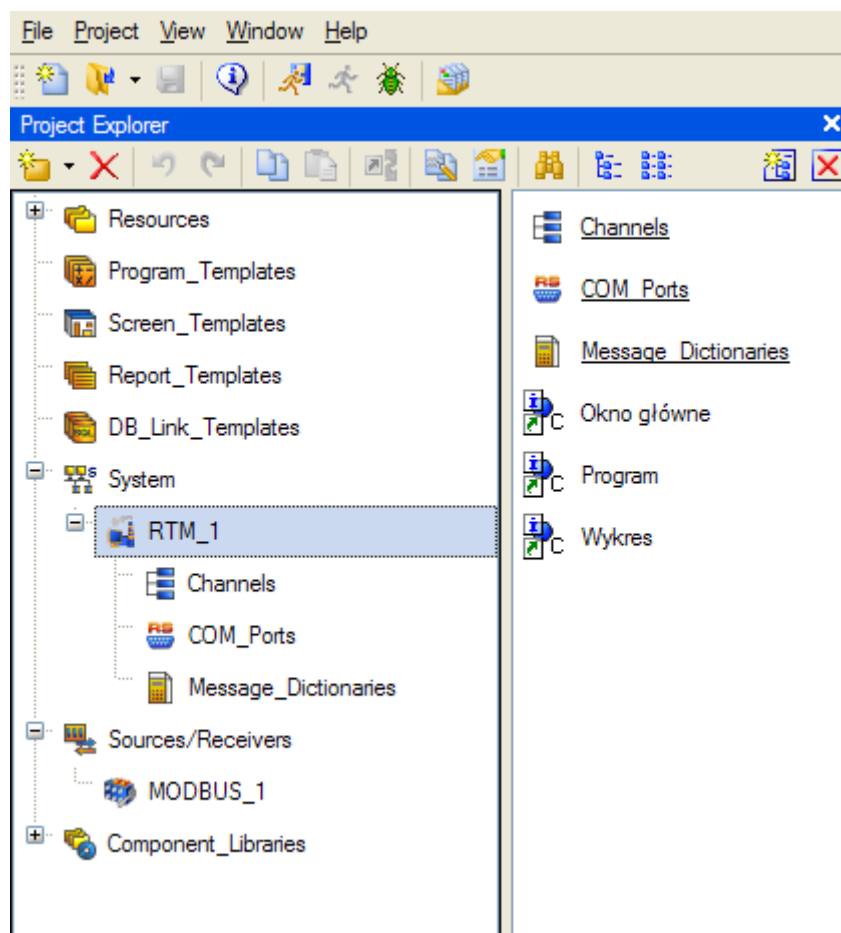 File Project View Window Help
Project Explorer
Resources
Program_Templates
Screen_Templates
Report_Templates
DB_Link_Templates
System
RTM_1
Channels
COM_Ports
Message_Dictionaries
Sources/Receivers
MODBUS_1
Component_Libraries
Channels
COM_Ports
Message_Dictionaries
Okno główne
Program
Wykres